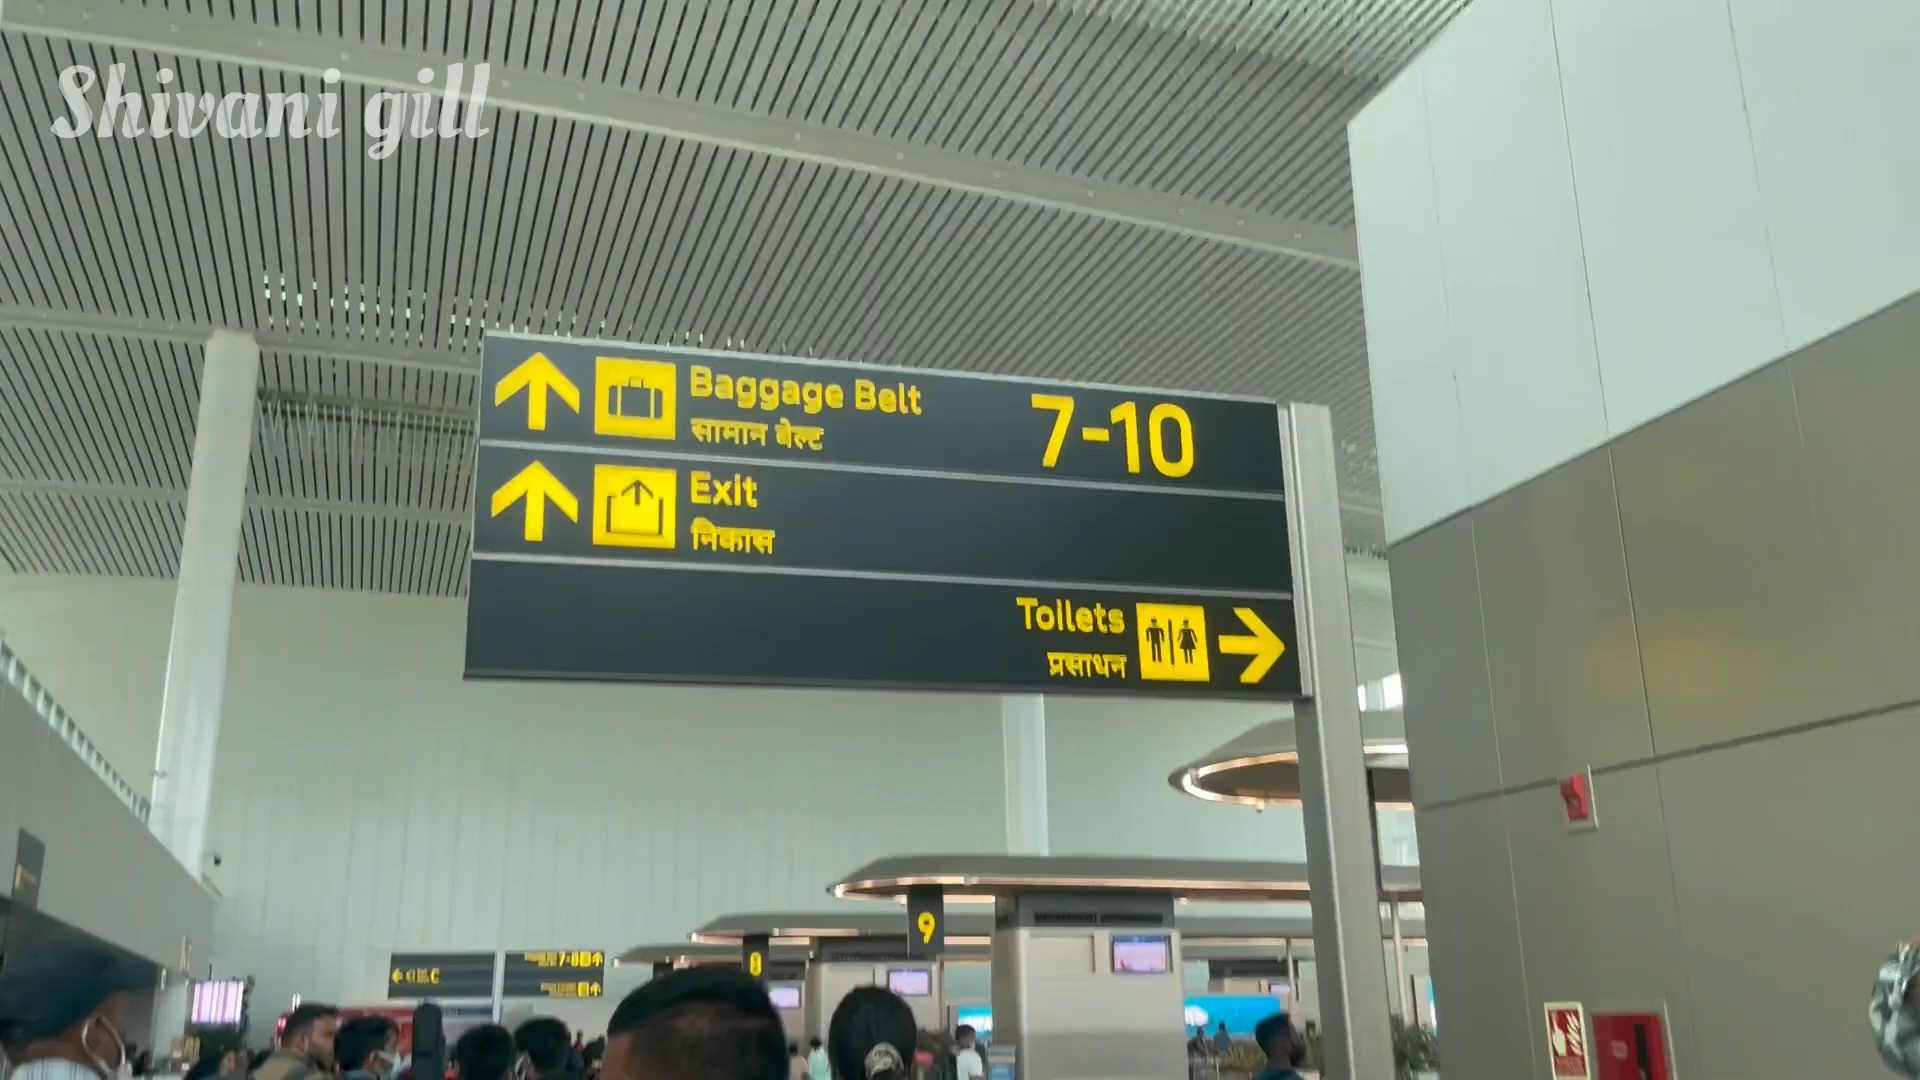 Shivani gill
Baggage Belt 7-10
सामान बेल्ट
Exit
निकास
Toilets
प्रसाधन
9
8